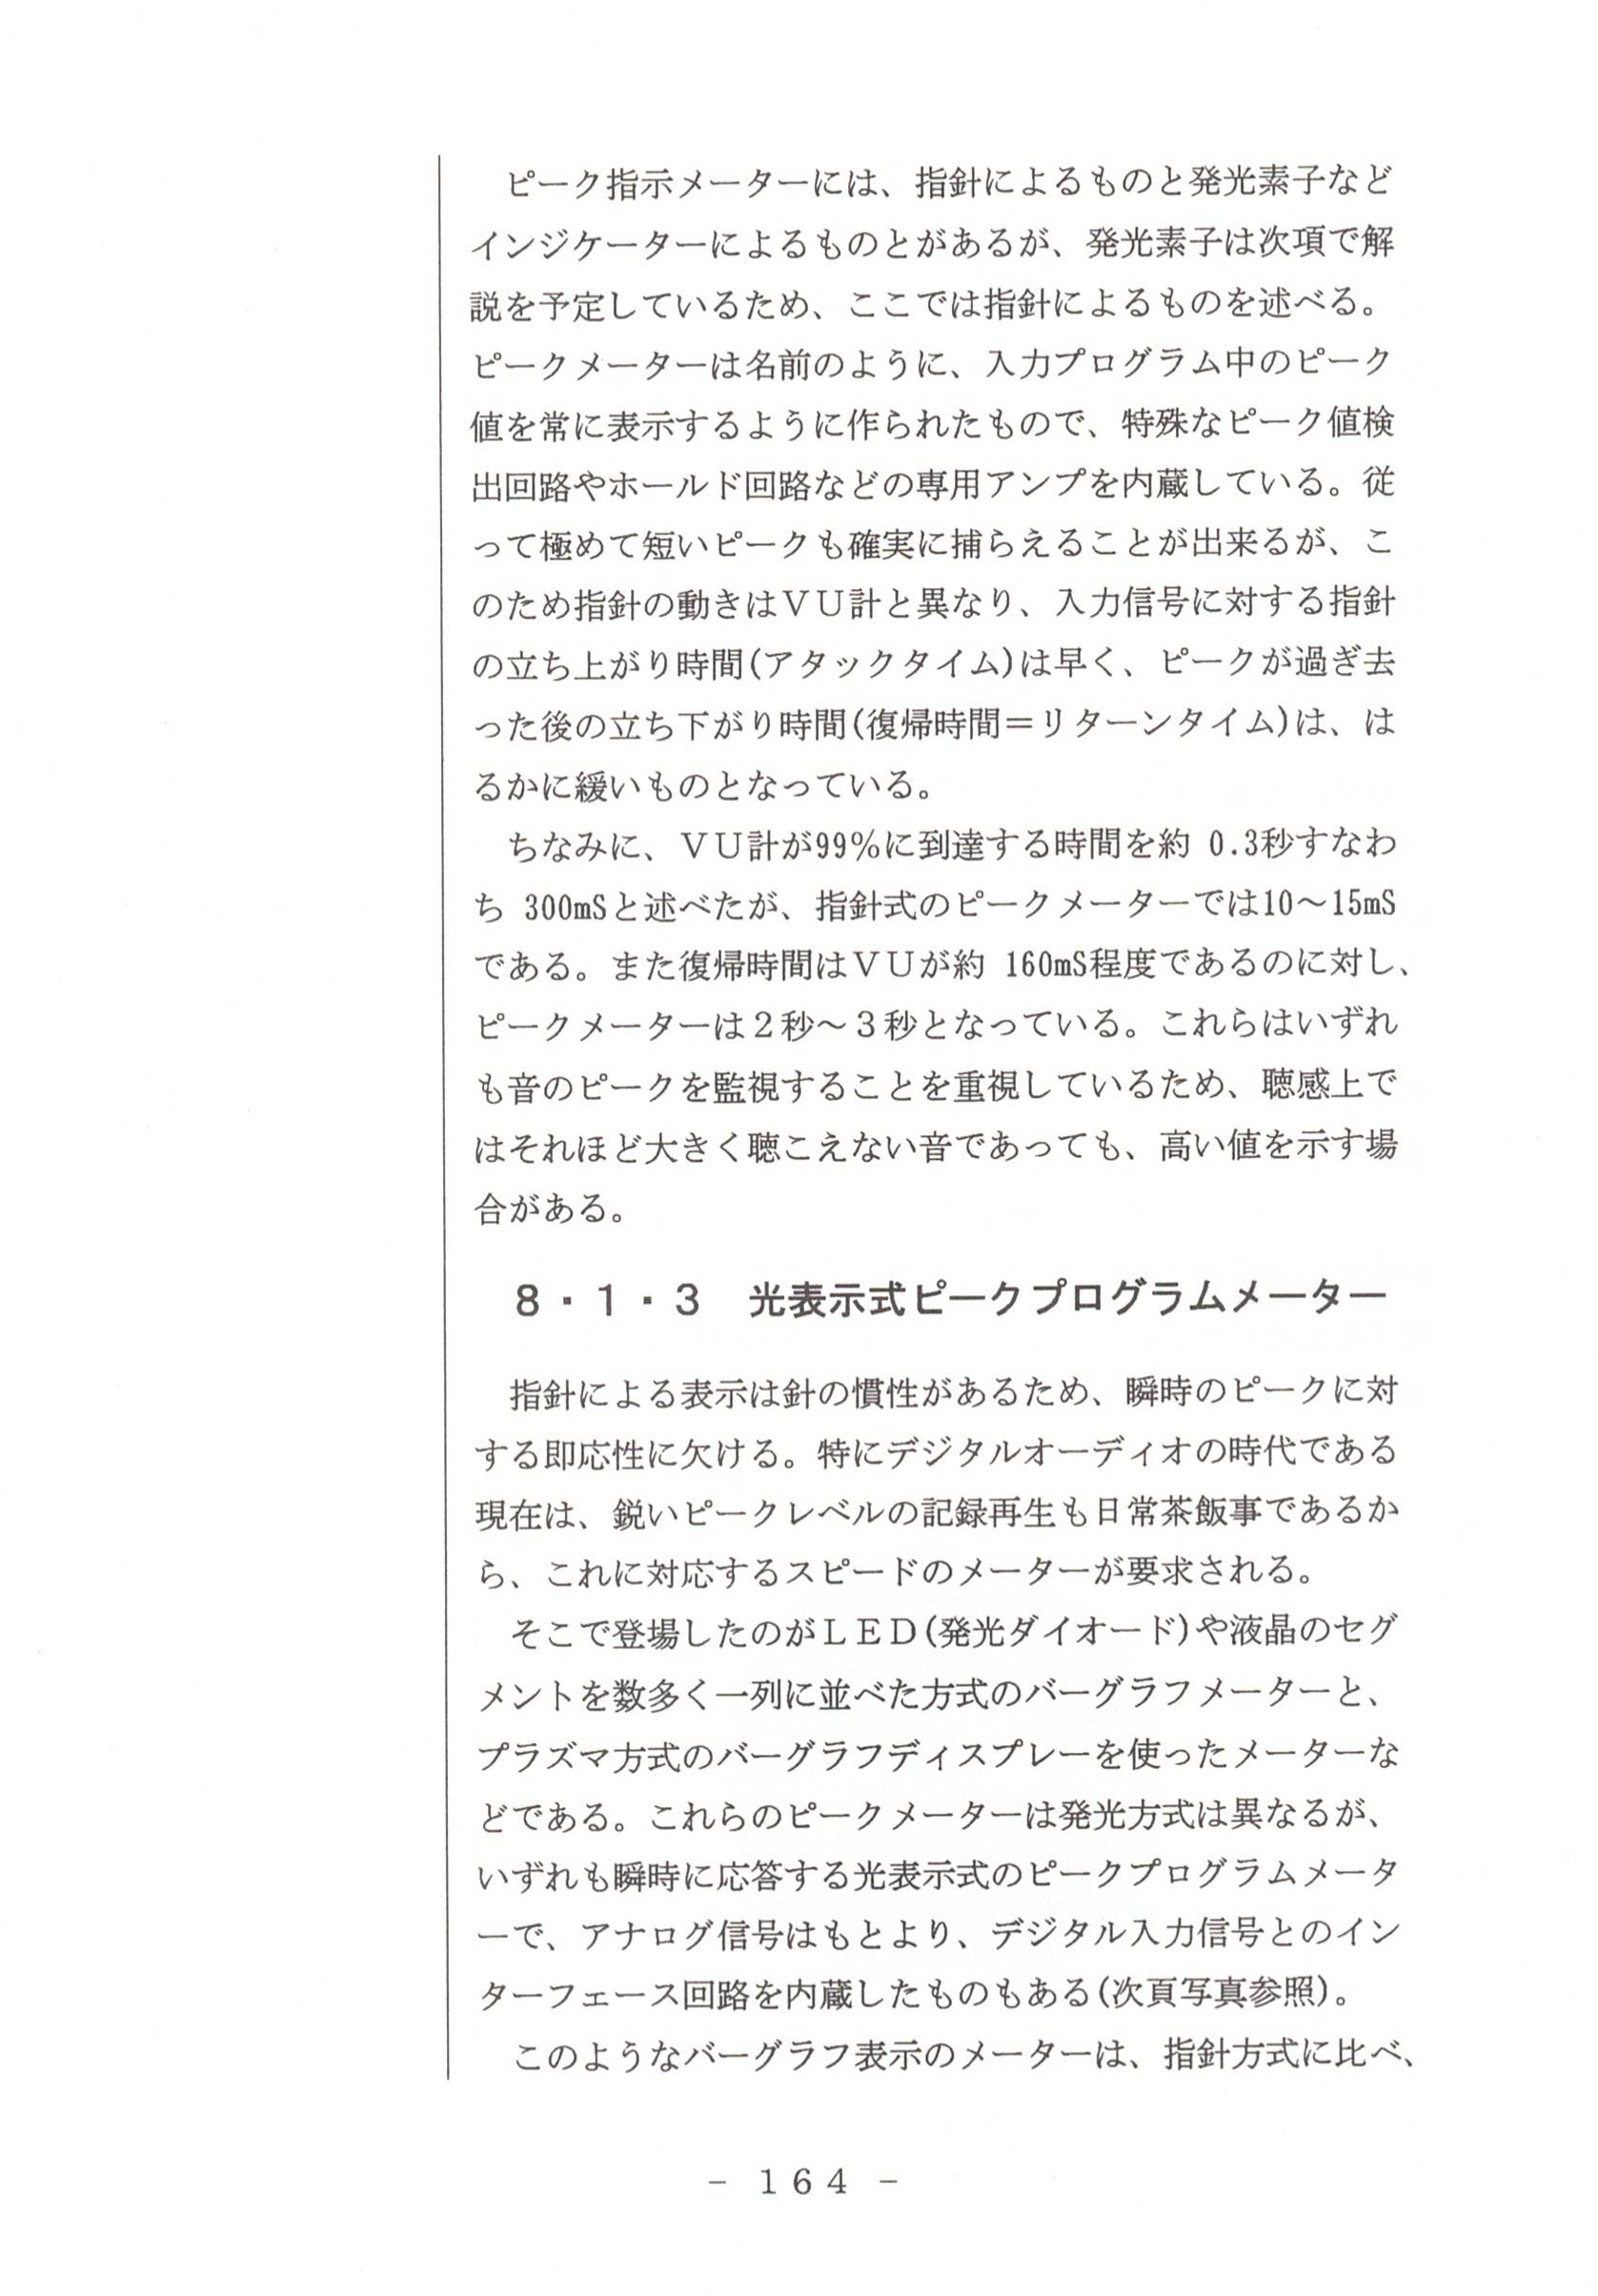 ピーク指示メーターには、指針によるものと発光素子など
インジケーターによるものとがあるが、発光素子は次項で解
説を予定しているため、ここでは指針によるものを述べる。
ピークメーターは名前のように、入力プログラム中のピーク
値を常に表示するように作られたもので、特殊なピーク値検
出回路やホールド回路などの専用アンプを内蔵している。従
って極めて短いピークも確実に捕らえることが出来るが、こ
のため指針の動きはＶＵ計と異なり、入力信号に対する指針
の立ち上がり時間(アタックタイム)は早く、ピークが過ぎ去
った後の立ち下がり時間(復帰時間＝リターンタイム)は、は
るかに緩いものとなっている。
ちなみに、ＶＵ計が99%に到達する時間を約 0.3秒すなわ
ち 300mSと述べたが、指針式のピークメーターでは10～15mS
である。また復帰時間はＶＵが約 160mS程度であるのに対し、
ピークメーターは２秒～３秒となっている。これらはいずれ
も音のピークを監視することを重視しているため、聴感上で
はそれほど大きく聴こえない音であっても、高い値を示す場
合がある。
８・１・３　光表示式ピークプログラムメーター
指針による表示は針の慣性があるため、瞬時のピークに対
する即応性に欠ける。特にデジタルオーディオの時代である
現在は、鋭いピークレベルの記録再生も日常茶飯事であるか
ら、これに対応するスピードのメーターが要求される。
そこで登場したのがＬＥＤ(発光ダイオード)や液晶のセグ
メントを数多く一列に並べた方式のバーグラフメーターと、
プラズマ方式のバーグラフディスプレーを使ったメーターな
どである。これらのピークメーターは発光方式は異なるが、
いずれも瞬時に応答する光表示式のピークプログラムメータ
ーで、アナログ信号はもとより、デジタル入力信号とのイン
ターフェース回路を内蔵したものもある(次頁写真参照)。
このようなバーグラフ表示のメーターは、指針方式に比べ、
－ １６４ －